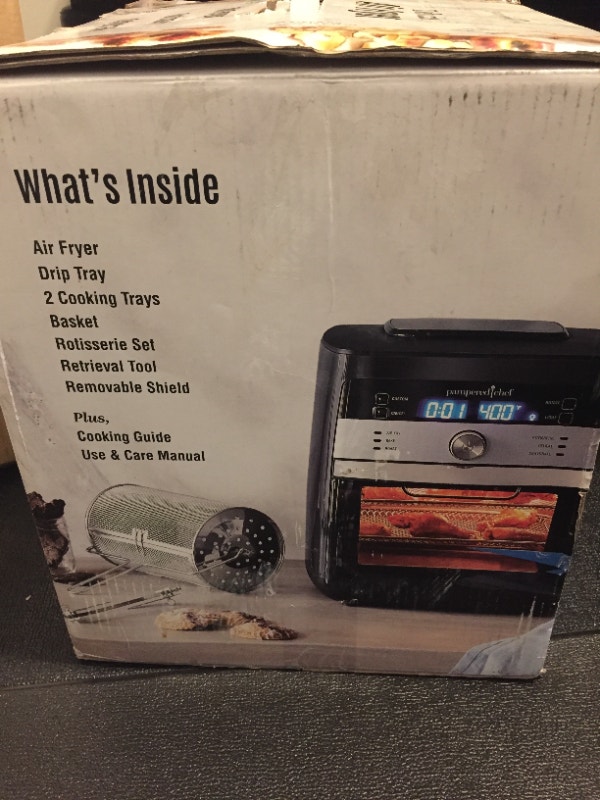 What's Inside
Air Fryer
Drip Tray
2 Cooking Trays
Basket
Rotisserie Set
Retrieval Tool
Removable Shield
Plus,
Cooking Guide
Use & Care Manual
pampered chef
0:01 400°